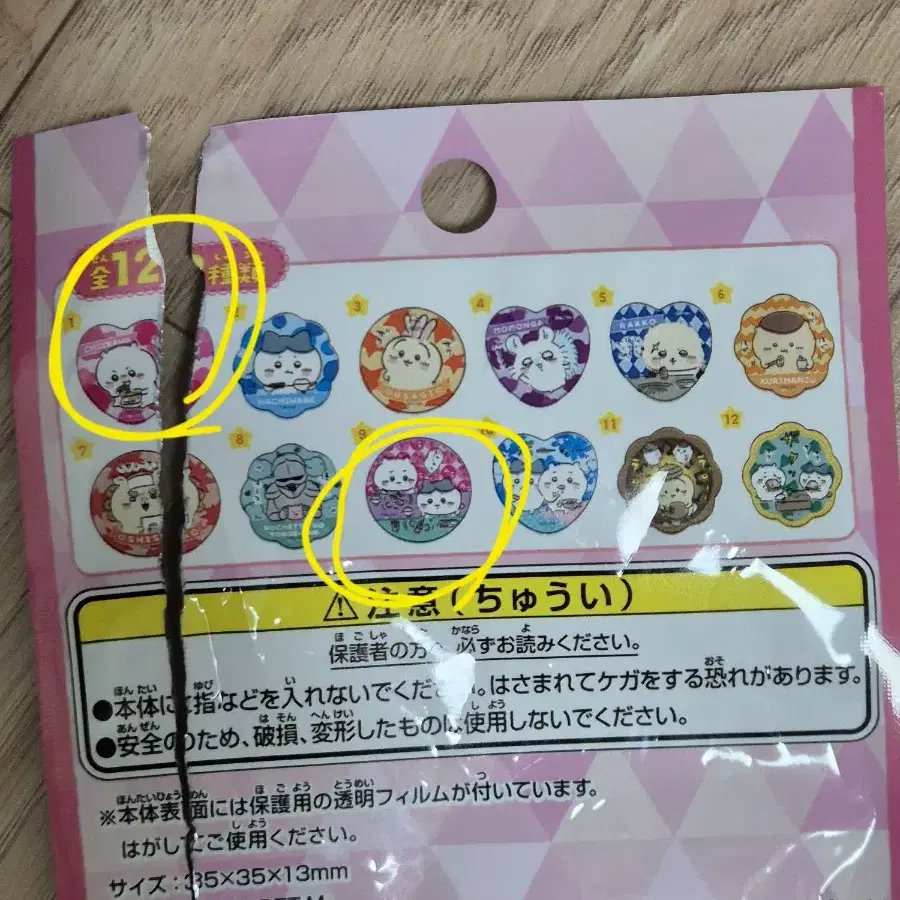 全12 種類
1
2
3
4
5
6
CHIIKAWA
HACHIWARE
USAGI
MOMONGA
RAKKO
KURIMANJU
7
8
9
10
11
12
⚠注意(ちゅうい)
保護者の方 必ずお読みください。
●本体に指などを入れないでください。はさまれてケガをする恐れがあります。
●安全のため、破損、変形したものは使用しないでください。
※本体表面には保護用の透明フィルムが付いています。
はがしてご使用ください。
サイズ:35×35×13mm